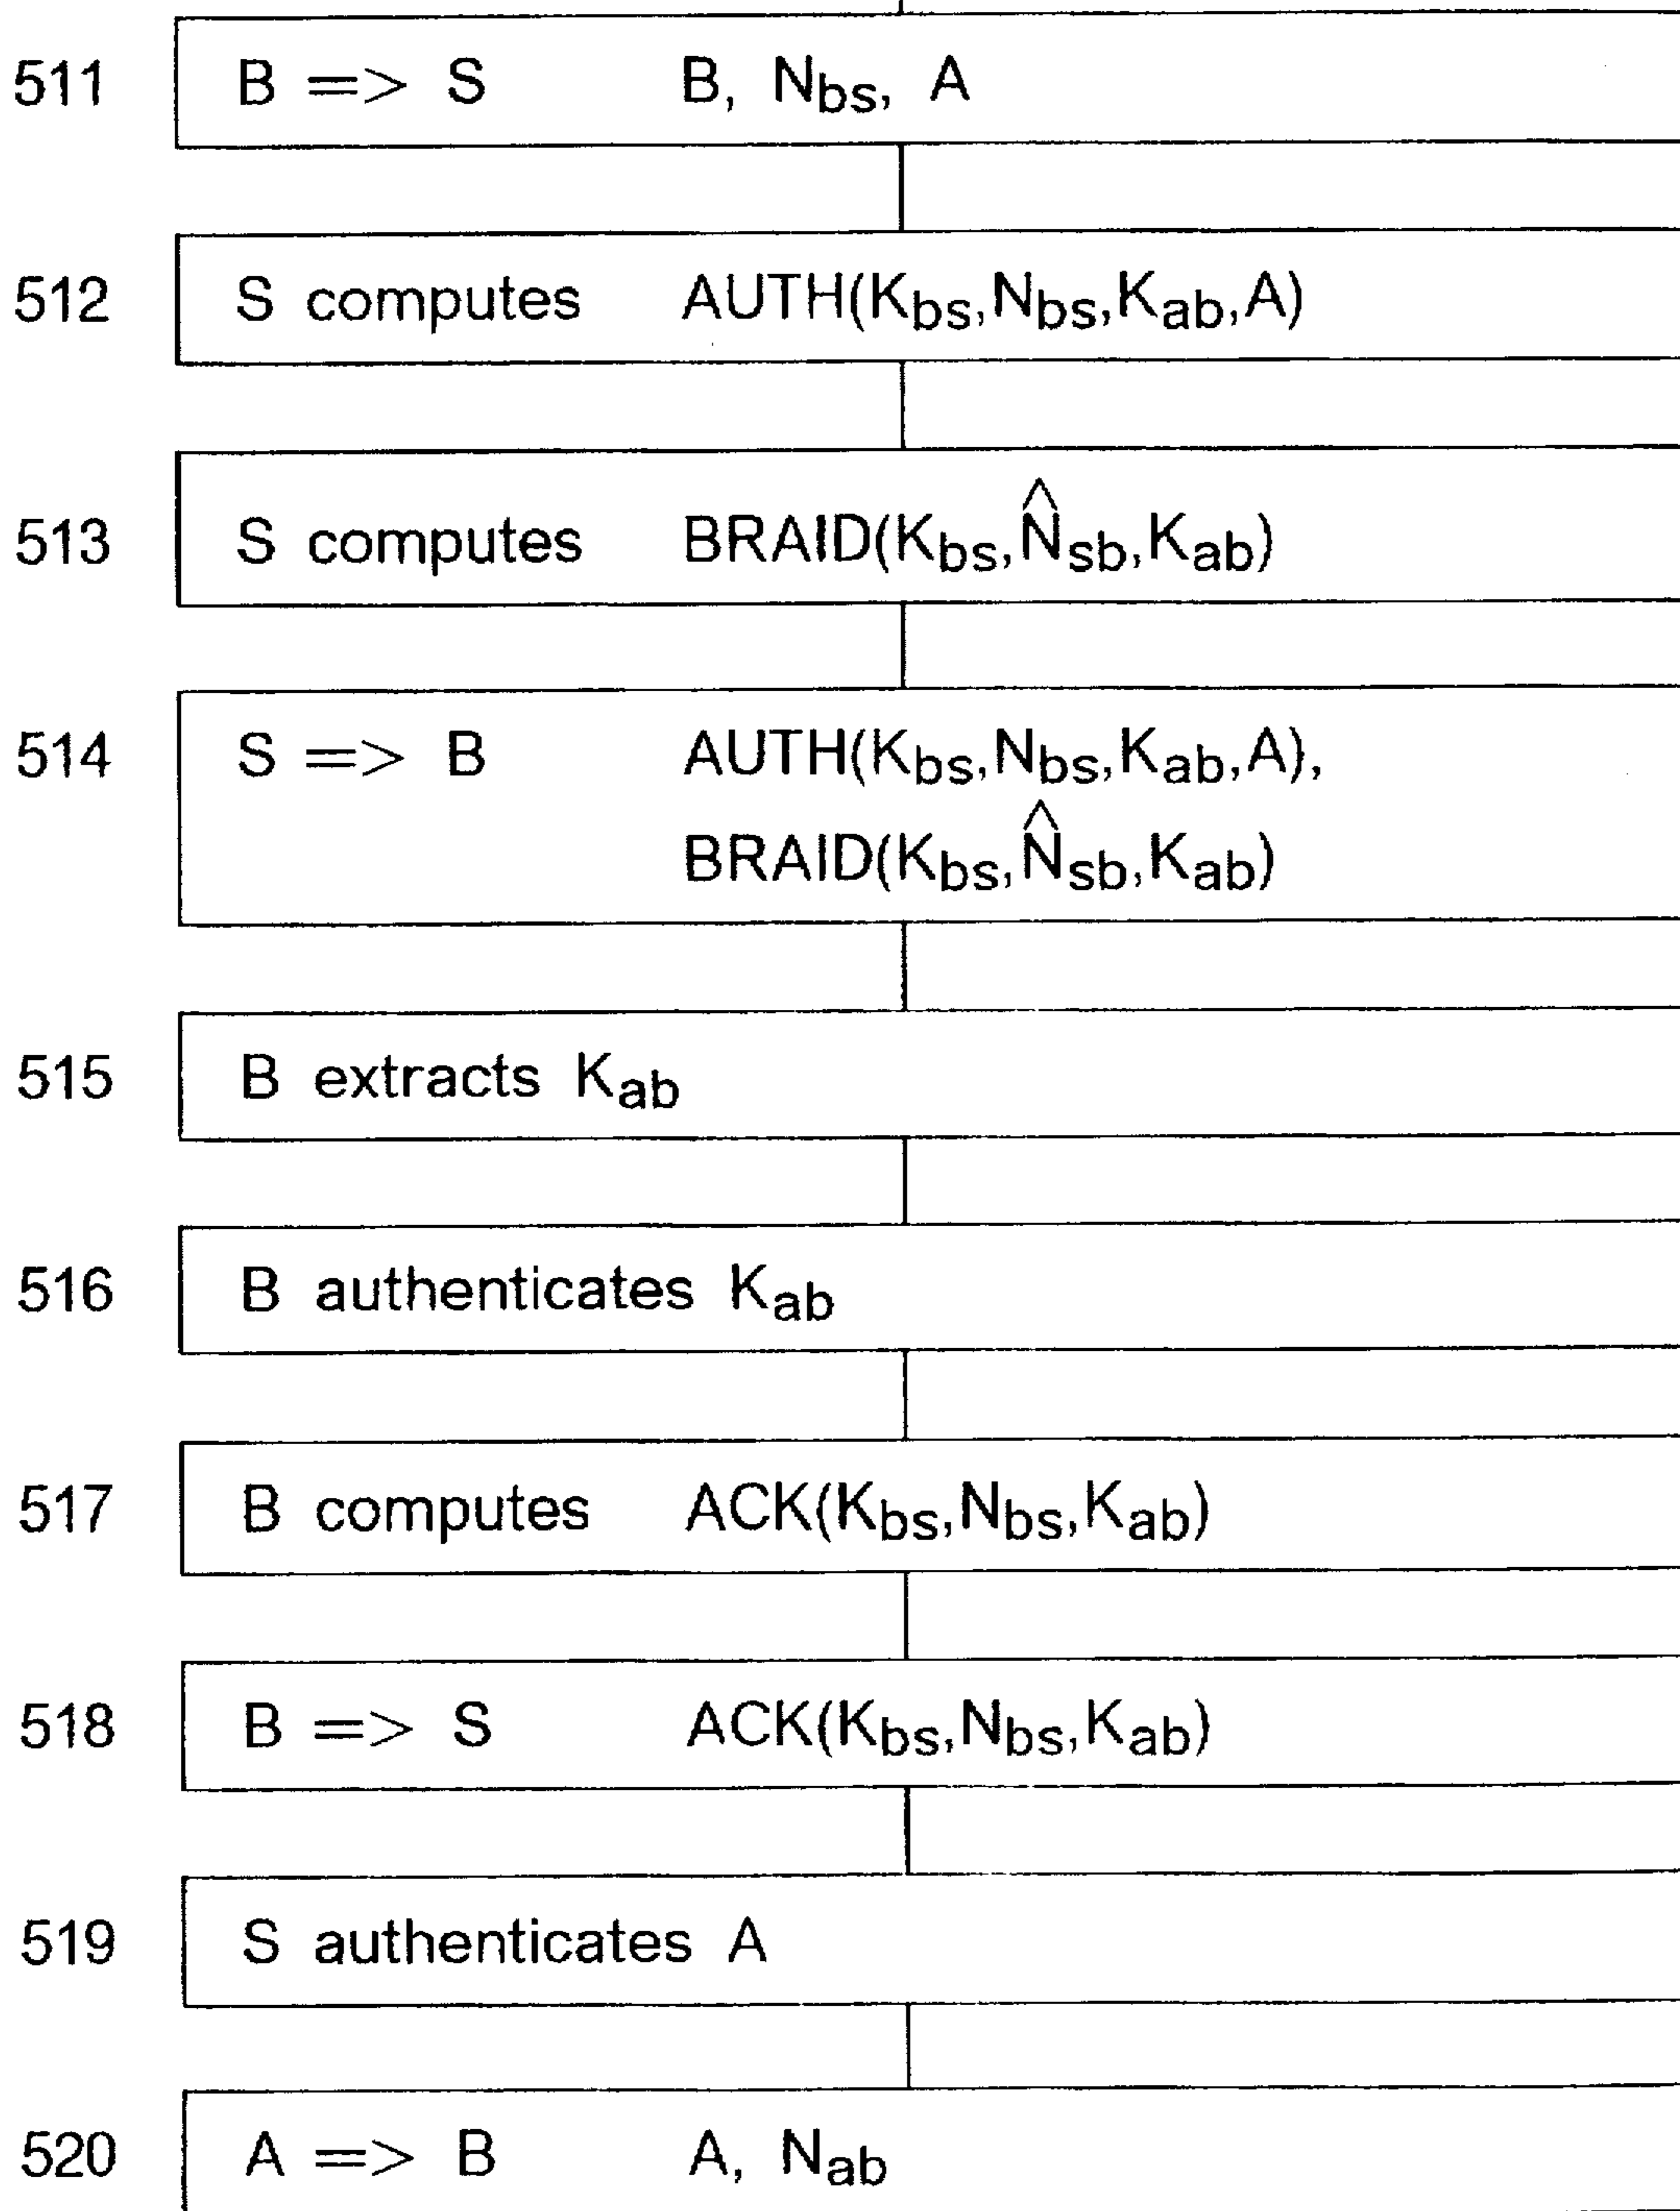 511 B => S B, Nbs, A
512 S computes AUTH(Kbs,Nbs,Kab,A)
513 S computes BRAID(Kbs,N̂sb,Kab)
514 S => B AUTH(Kbs,Nbs,Kab,A),
BRAID(Kbs,N̂sb,Kab)
515 B extracts Kab
516 B authenticates Kab
517 B computes ACK(Kbs,Nbs,Kab)
518 B => S ACK(Kbs,Nbs,Kab)
519 S authenticates A
520 A => B A, Nab